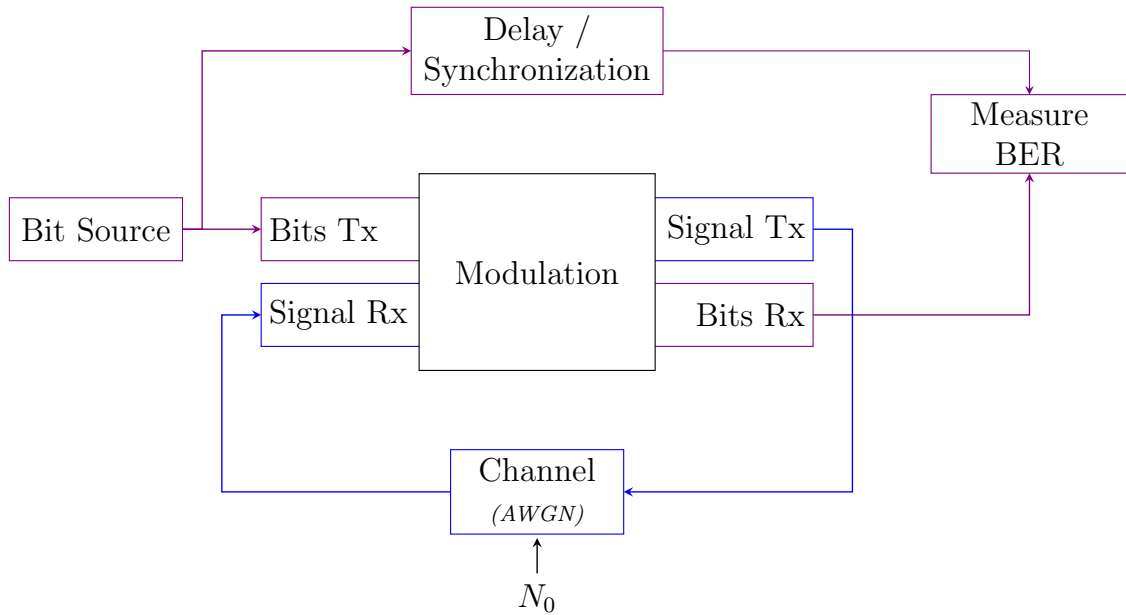 Delay /
Synchronization
Measure
BER
Bit Source
Bits Tx
Signal Tx
Modulation
Signal Rx
Bits Rx
Channel
(AWGN)
N₀